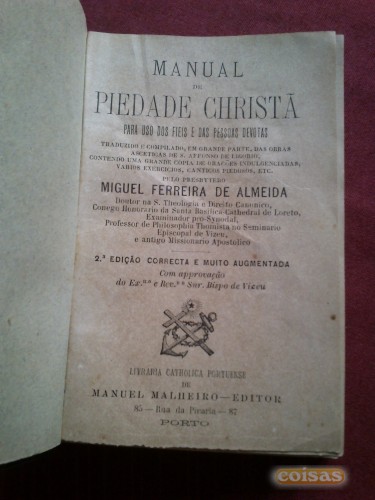 MANUAL
DE
PIEDADE CHRISTÃ
PARA USO DOS FIEIS E DAS PESSOAS DEVOTAS
TRADUZIDO E COMPILADO, EM GRANDE PARTE, DAS OBRAS
ASCETICAS DE S. AFFONSO DE LIGORIO,
CONTENDO UMA GRANDE COPIA DE ORAÇÕES INDULGENCIADAS,
VARIOS EXERCICIOS, CANTICOS PIEDOSOS, ETC.
PELO PRESBYTERO
MIGUEL FERREIRA DE ALMEIDA
Doutor na S. Theologia e Direito Canonico,
Conego Honorario da Santa Basilica Cathedral de Loreto,
Examinador pro-Synodal,
Professor de Philosophia Thomista no Seminario
Episcopal de Vizeu,
e antigo Missionario Apostolico
2.ª EDIÇÃO CORRECTA E MUITO AUGMENTADA
Com approvação
do Ex.mo e Rev.mo Snr. Bispo de Vizeu
LIVRARIA CATHOLICA PORTUENSE
DE
MANUEL MALHEIRO—EDITOR
85 — Rua da Picaria — 87
PORTO
coisas